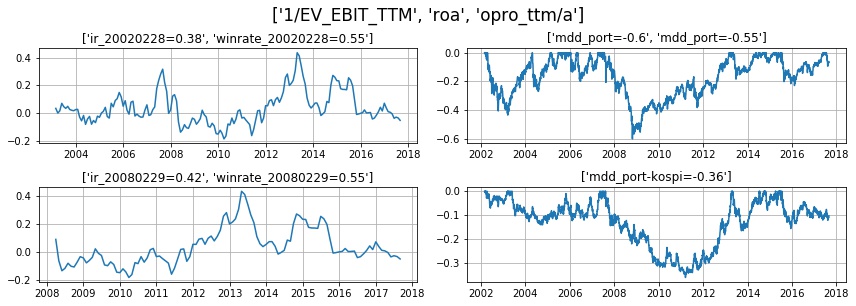 ['1/EV_EBIT_TTM', 'roa', 'opro_ttm/a']
['ir_20020228=0.38', 'winrate_20020228=0.55']
0.4
0.2
0.0
−0.2
2004 2006 2008 2010 2012 2014 2016 2018
['mdd_port=-0.6', 'mdd_port=-0.55']
0.0
−0.2
−0.4
−0.6
2002 2004 2006 2008 2010 2012 2014 2016 2018
['ir_20080229=0.42', 'winrate_20080229=0.55']
0.4
0.2
0.0
−0.2
2008 2009 2010 2011 2012 2013 2014 2015 2016 2017 2018
['mdd_port-kospi=-0.36']
0.0
−0.1
−0.2
−0.3
2002 2004 2006 2008 2010 2012 2014 2016 2018